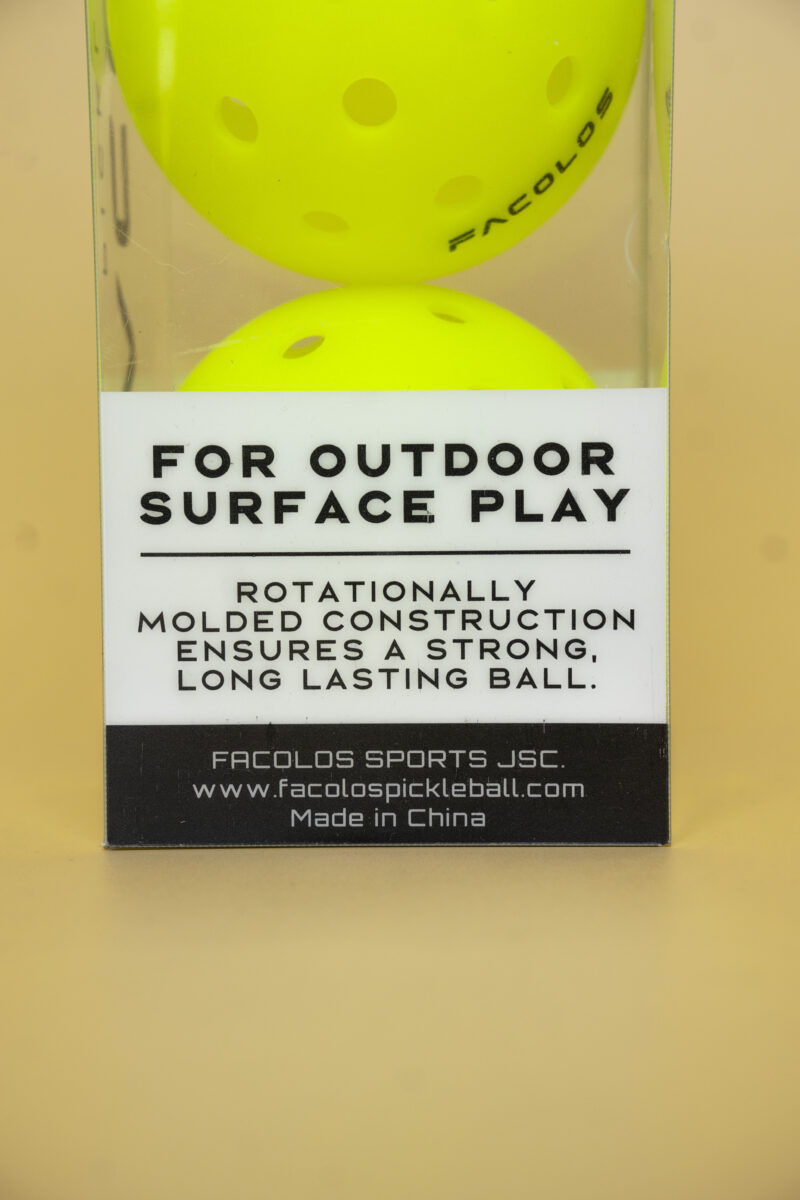 FACOLOS
FOR OUTDOOR
SURFACE PLAY
ROTATIONALLY
MOLDED CONSTRUCTION
ENSURES A STRONG,
LONG LASTING BALL.
FACOLOS SPORTS JSC.
www.facolospickleball.com
Made in China